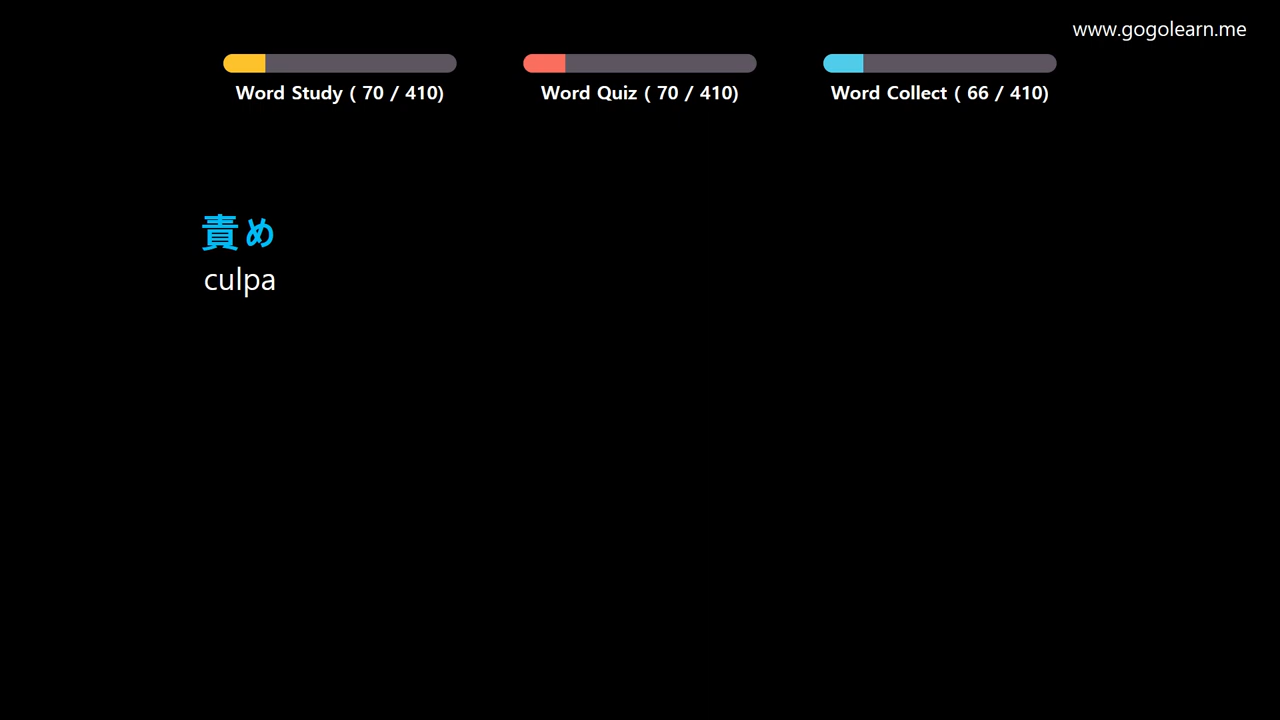 www.gogolearn.me
Word Study ( 70 / 410)
Word Quiz ( 70 / 410)
Word Collect ( 66 / 410)
責め
culpa